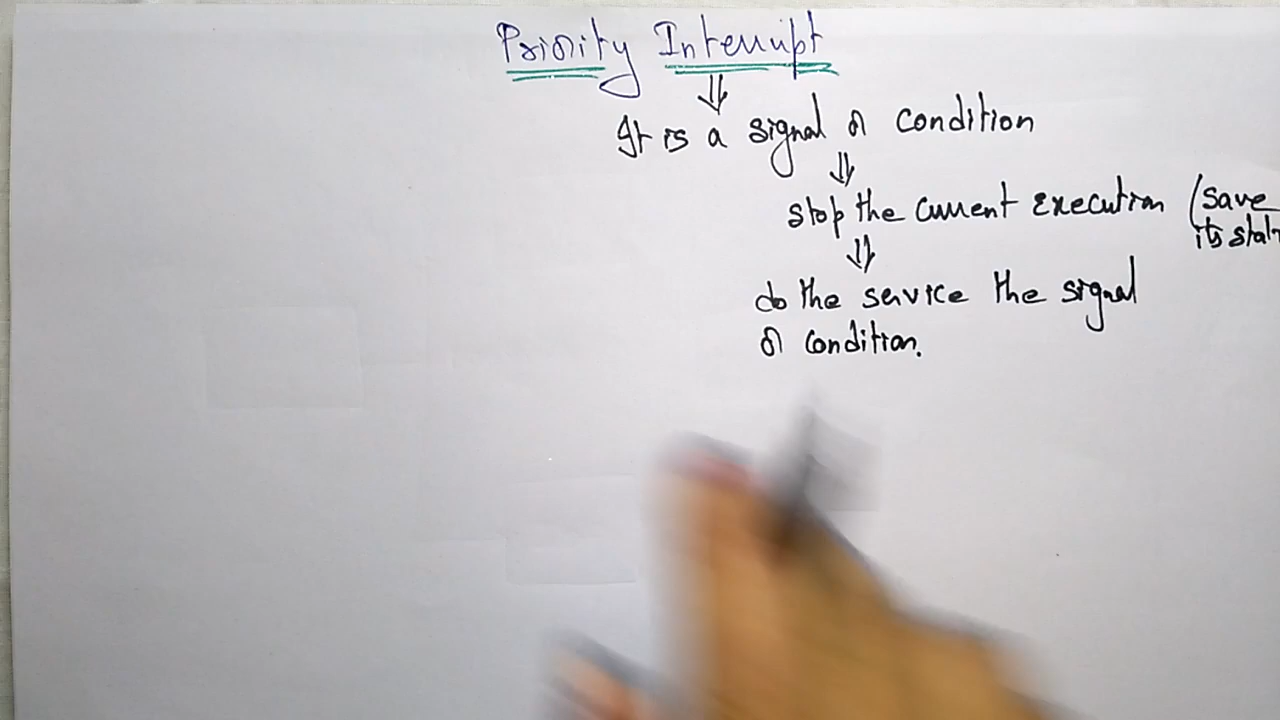 Priority Interrupt
⇓
It is a signal or condition
⇓
stop the current execution (save
its stat
⇓
do the service the signal
or condition.